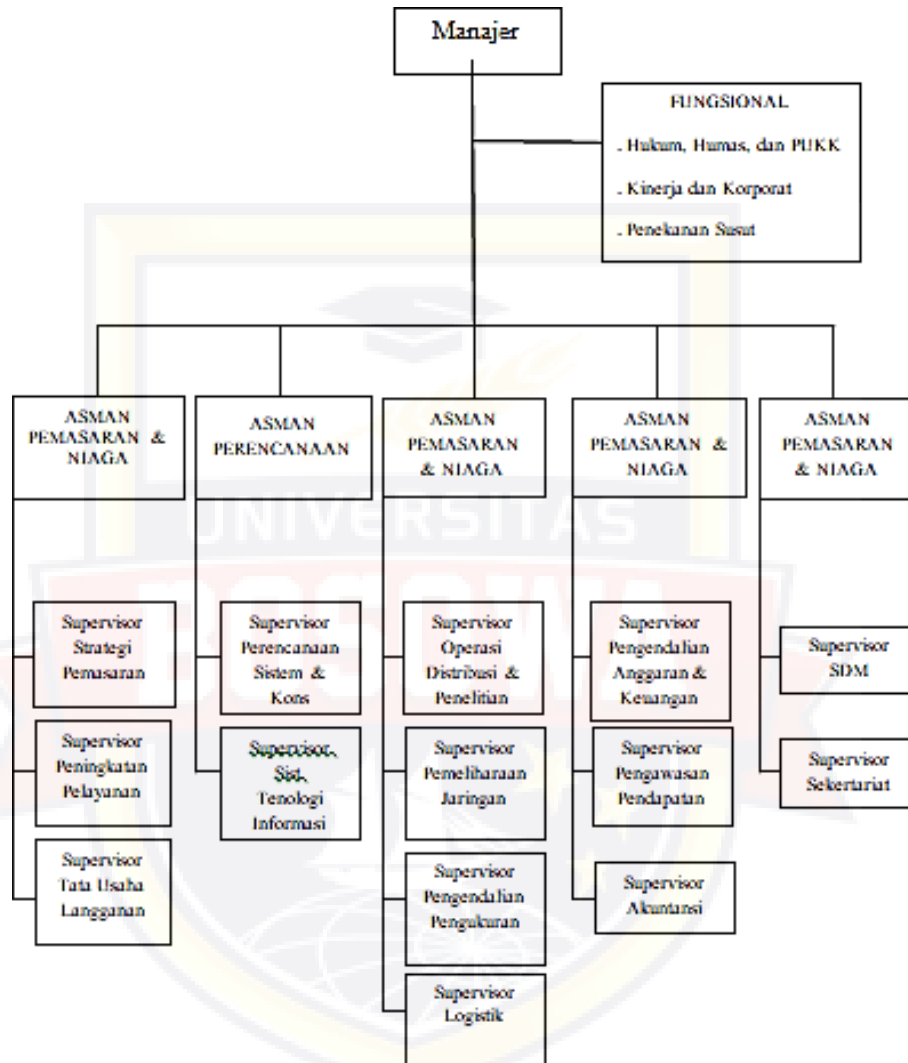 Manajer
FUNGSIONAL
. Hukum, Humas, dan PUKK
. Kinerja dan Korporat
. Penekanan Susut
ASMAN
PEMASARAN &
NIAGA
ASMAN
PERENCANAAN
ASMAN
PEMASARAN
& NIAGA
ASMAN
PEMASARAN &
NIAGA
ASMAN
PEMASARAN
& NIAGA
UNIVERSITAS
BOSOWA
Supervisor
Strategi
Pemasaran
Supervisor
Peningkatan
Pelayanan
Supervisor
Tata Usaha
Langganan
Supervisor
Perencanaan
Sistem &
Kons
Supervisor
Sist.
Tenologi
Informasi
Supervisor
Operasi
Distribusi &
Penelitian
Supervisor
Pemeliharaan
Jaringan
Supervisor
Pengendalian
Pengukuran
Supervisor
Logistik
Supervisor
Pengendalian
Anggaran &
Keuangan
Supervisor
Pengawasan
Pendapatan
Supervisor
Akuntansi
Supervisor
SDM
Supervisor
Sekertariat